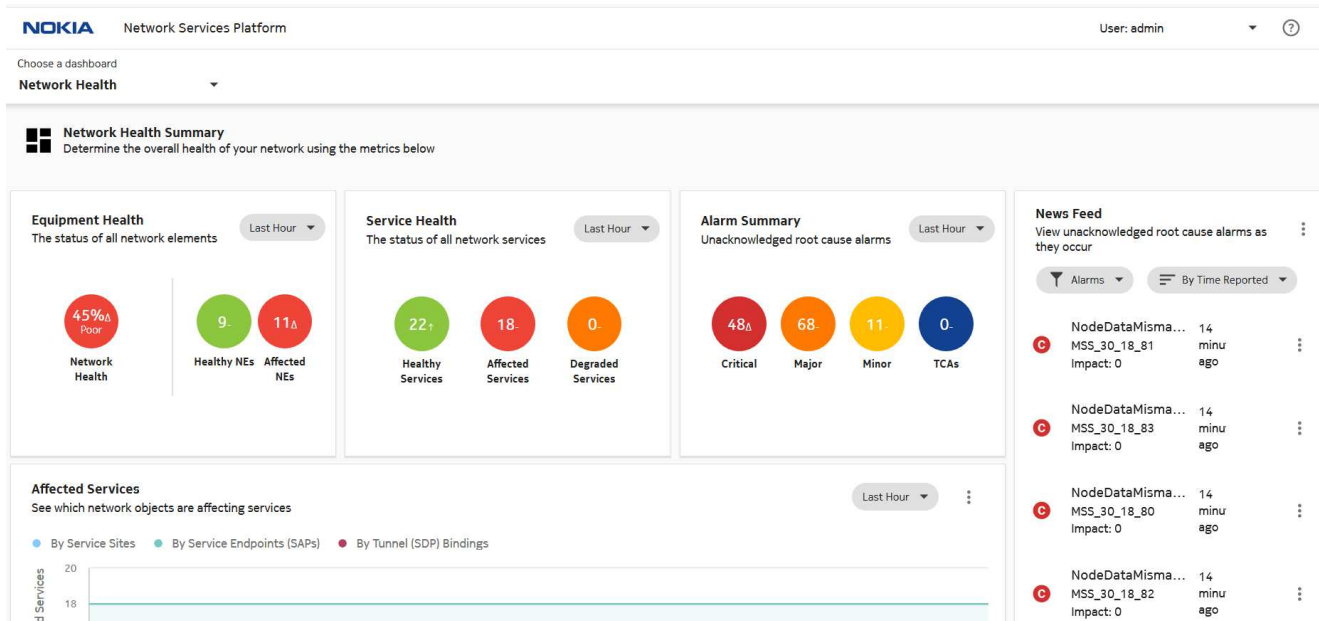 NOKIA Network Services Platform User: admin ?
Choose a dashboard
Network Health
Network Health Summary
Determine the overall health of your network using the metrics below
Equipment Health
The status of all network elements
Last Hour
45%Δ
Poor
Network
Health
9-
Healthy NEs
11Δ
Affected
NEs
Service Health
The status of all network services
Last Hour
22↑
Healthy
Services
18-
Affected
Services
0-
Degraded
Services
Alarm Summary
Unacknowledged root cause alarms
Last Hour
48Δ
Critical
68-
Major
11-
Minor
0-
TCAs
News Feed
View unacknowledged root cause alarms as
they occur
Alarms By Time Reported
C
NodeDataMisma... 14
MSS_30_18_81 minu
Impact: 0 ago
C
NodeDataMisma... 14
MSS_30_18_83 minu
Impact: 0 ago
C
NodeDataMisma... 14
MSS_30_18_80 minu
Impact: 0 ago
C
NodeDataMisma... 14
MSS_30_18_82 minu
Impact: 0 ago
Affected Services
See which network objects are affecting services
Last Hour
By Service Sites By Service Endpoints (SAPs) By Tunnel (SDP) Bindings
20
18
d Services